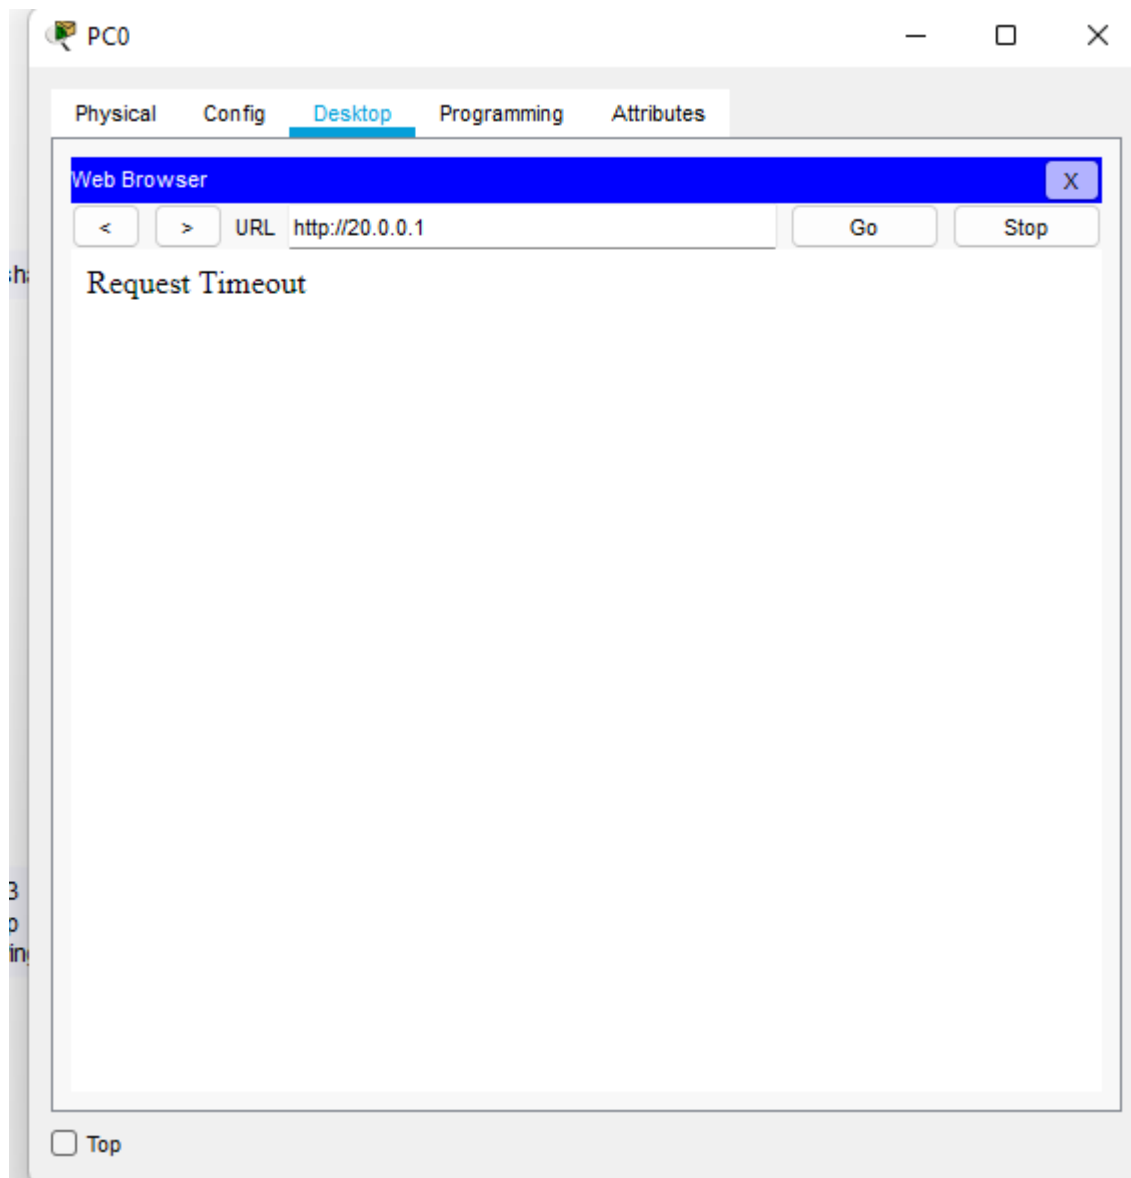 PC0
Physical Config Desktop Programming Attributes
Web Browser X
< > URL http://20.0.0.1 Go Stop
Request Timeout
3
Top